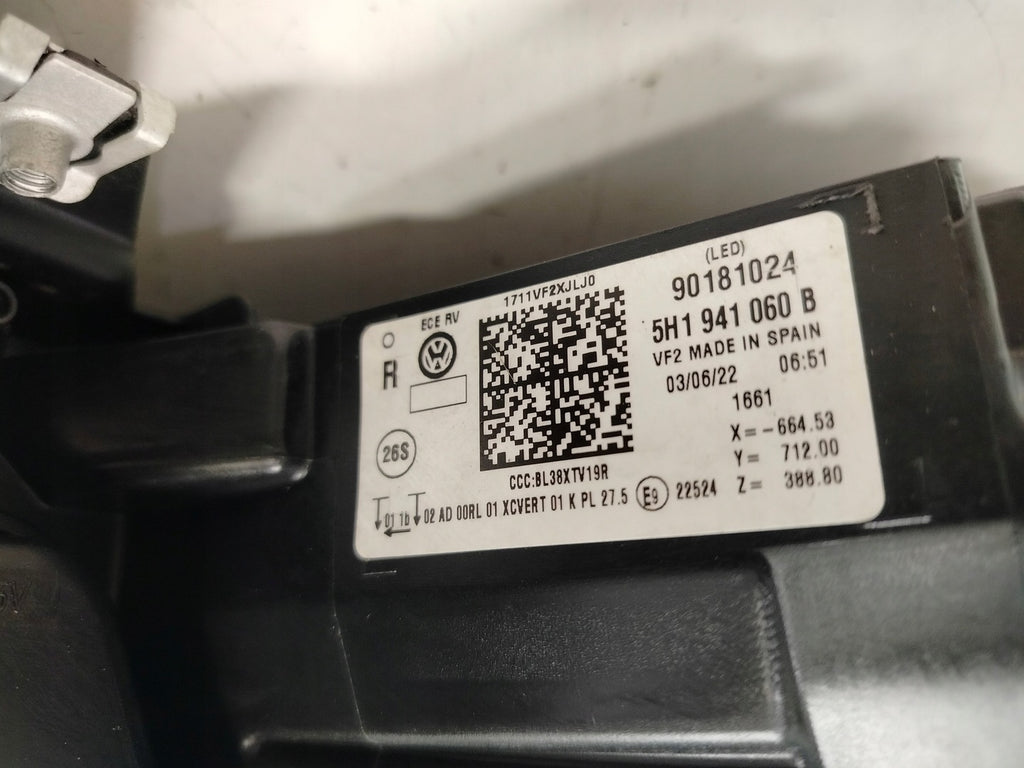 1711VF2XJLJ0
(LED)
90181024
ECE RV
R
5H1 941 060 B
VF2 MADE IN SPAIN
03/06/22 06:51
1661
26S
X= -664.53
Y= 712.00
Z= 388.80
CCC:BL38XTV19R
01 1b 02 AD 00RL 01 XCVERT 01 K PL 27.5 E9 22524